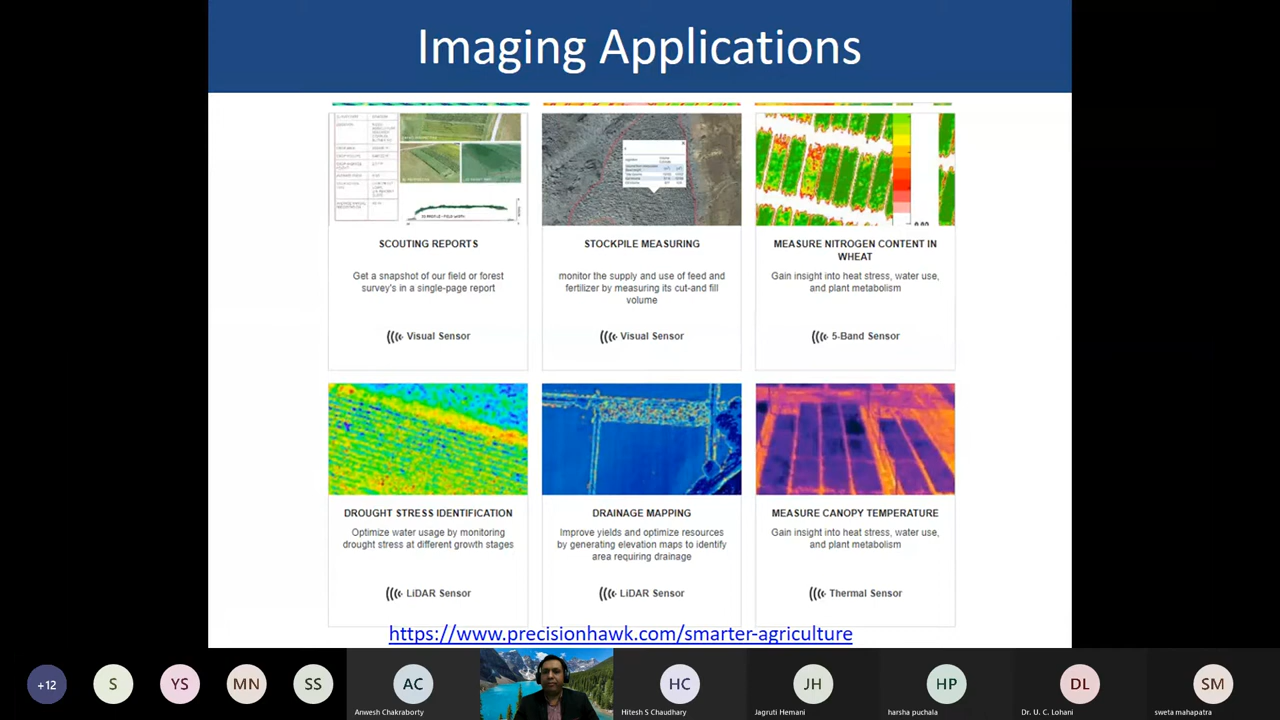 Imaging Applications
SCOUTING REPORTS
Get a snapshot of our field or forest
survey's in a single-page report
Visual Sensor
STOCKPILE MEASURING
monitor the supply and use of feed and
fertilizer by measuring its cut-and fill
volume
Visual Sensor
MEASURE NITROGEN CONTENT IN
WHEAT
Gain insight into heat stress, water use,
and plant metabolism
5-Band Sensor
DROUGHT STRESS IDENTIFICATION
Optimize water usage by monitoring
drought stress at different growth stages
LiDAR Sensor
DRAINAGE MAPPING
Improve yields and optimize resources
by generating elevation maps to identify
area requiring drainage
LiDAR Sensor
MEASURE CANOPY TEMPERATURE
Gain insight into heat stress, water use,
and plant metabolism
Thermal Sensor
https://www.precisionhawk.com/smarter-agriculture
+12
S
YS
MN
SS
AC
Anwesh Chakraborty
HC
Hitesh S Chaudhary
JH
Jagruti Hemani
HP
harsha puchala
DL
Dr. U. C. Lohani
SM
sweta mahapatra